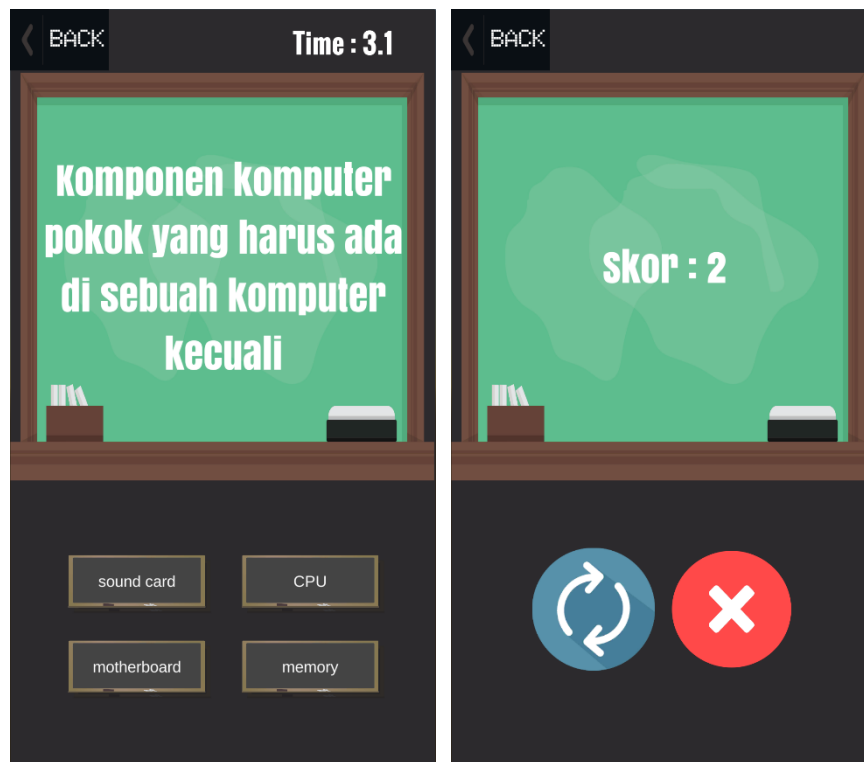 BACK
Time : 3.1
Komponen komputer
pokok yang harus ada
di sebuah komputer
kecuali
sound card
CPU
motherboard
memory
BACK
Skor : 2